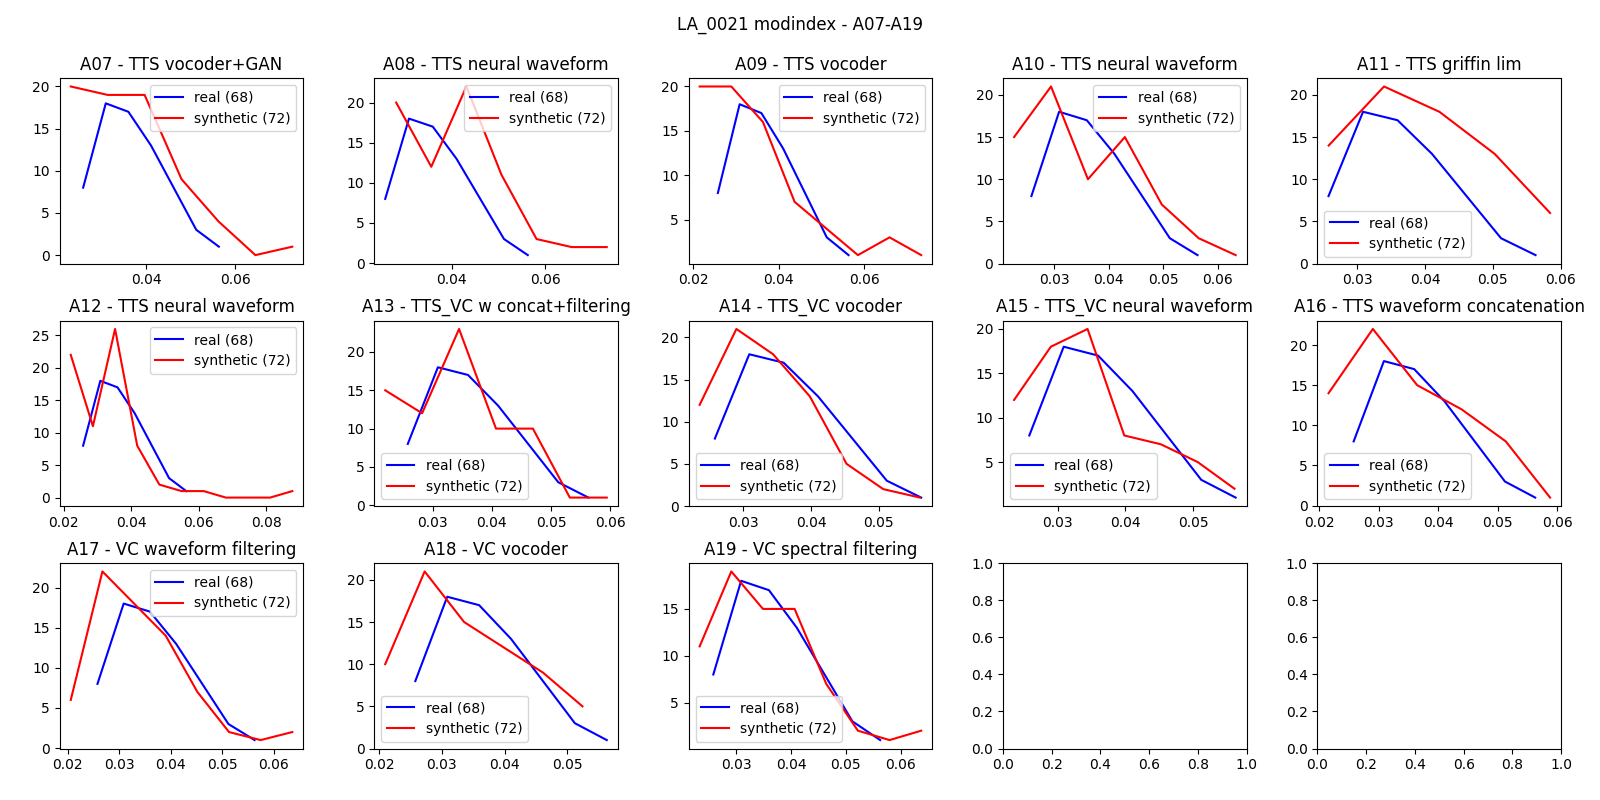 LA_0021 modindex - A07-A19
A07 - TTS vocoder+GAN
20
15
10
5
0
0.04 0.06
real (68)
synthetic (72)
A08 - TTS neural waveform
20
15
10
5
0
0.04 0.06
real (68)
synthetic (72)
A09 - TTS vocoder
20
15
10
5
0.02 0.04 0.06
real (68)
synthetic (72)
A10 - TTS neural waveform
20
15
10
5
0
0.03 0.04 0.05 0.06
real (68)
synthetic (72)
A11 - TTS griffin lim
20
15
10
5
0
0.03 0.04 0.05 0.06
real (68)
synthetic (72)
A12 - TTS neural waveform
25
20
15
10
5
0
0.02 0.04 0.06 0.08
real (68)
synthetic (72)
A13 - TTS_VC w concat+filtering
20
15
10
5
0
0.03 0.04 0.05 0.06
real (68)
synthetic (72)
A14 - TTS_VC vocoder
20
15
10
5
0
0.03 0.04 0.05
real (68)
synthetic (72)
A15 - TTS_VC neural waveform
20
15
10
5
0.03 0.04 0.05
real (68)
synthetic (72)
A16 - TTS waveform concatenation
20
15
10
5
0
0.02 0.03 0.04 0.05 0.06
real (68)
synthetic (72)
A17 - VC waveform filtering
20
15
10
5
0
0.02 0.03 0.04 0.05 0.06
real (68)
synthetic (72)
A18 - VC vocoder
20
15
10
5
0
0.02 0.03 0.04 0.05
real (68)
synthetic (72)
A19 - VC spectral filtering
15
10
5
0.03 0.04 0.05 0.06
real (68)
synthetic (72)
1.0
0.8
0.6
0.4
0.2
0.0
0.0 0.2 0.4 0.6 0.8 1.0
1.0
0.8
0.6
0.4
0.2
0.0
0.0 0.2 0.4 0.6 0.8 1.0